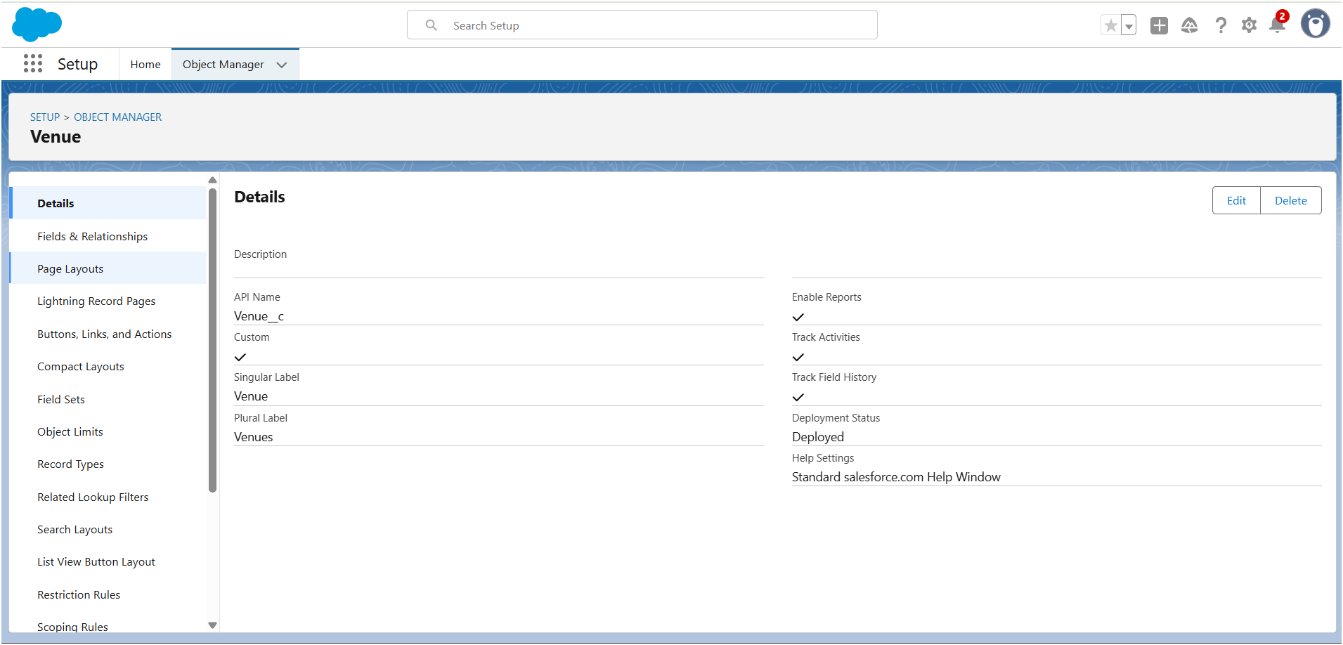 Search Setup
2
Setup
Home
Object Manager
SETUP > OBJECT MANAGER
Venue
Details
Fields & Relationships
Page Layouts
Lightning Record Pages
Buttons, Links, and Actions
Compact Layouts
Field Sets
Object Limits
Record Types
Related Lookup Filters
Search Layouts
List View Button Layout
Restriction Rules
Scoping Rules
Details
Edit
Delete
Description
API Name
Venue__c
Custom
Singular Label
Venue
Plural Label
Venues
Enable Reports
Track Activities
Track Field History
Deployment Status
Deployed
Help Settings
Standard salesforce.com Help Window